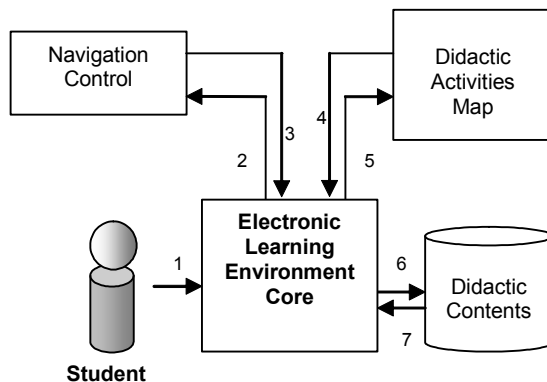 Navigation
Control
Didactic
Activities
Map
3
4
2
5
Electronic
Learning
Environment
Core
1
6
Didactic
Contents
7
Student